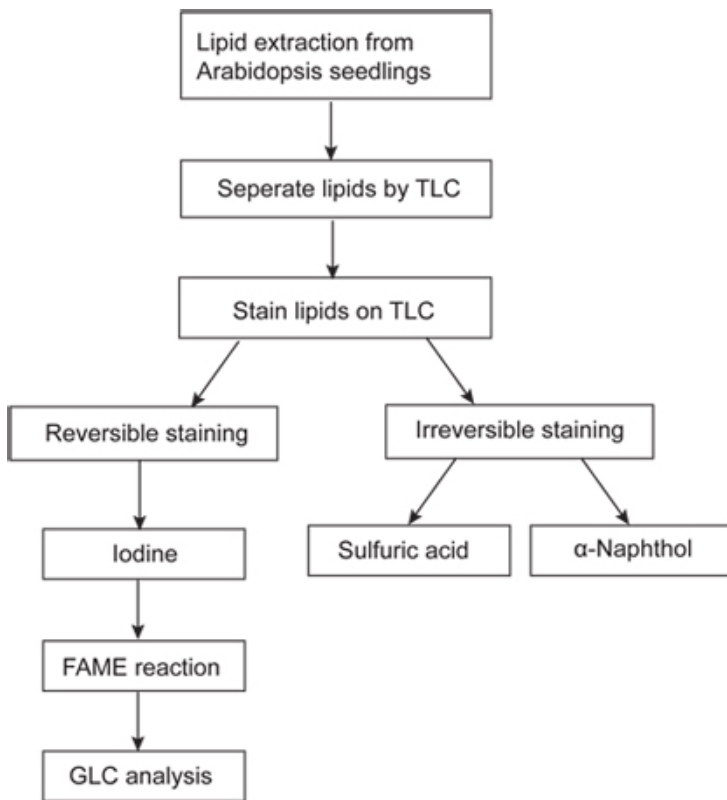 Lipid extraction from
Arabidopsis seedlings
Seperate lipids by TLC
Stain lipids on TLC
Reversible staining
Irreversible staining
Iodine
Sulfuric acid
α-Naphthol
FAME reaction
GLC analysis